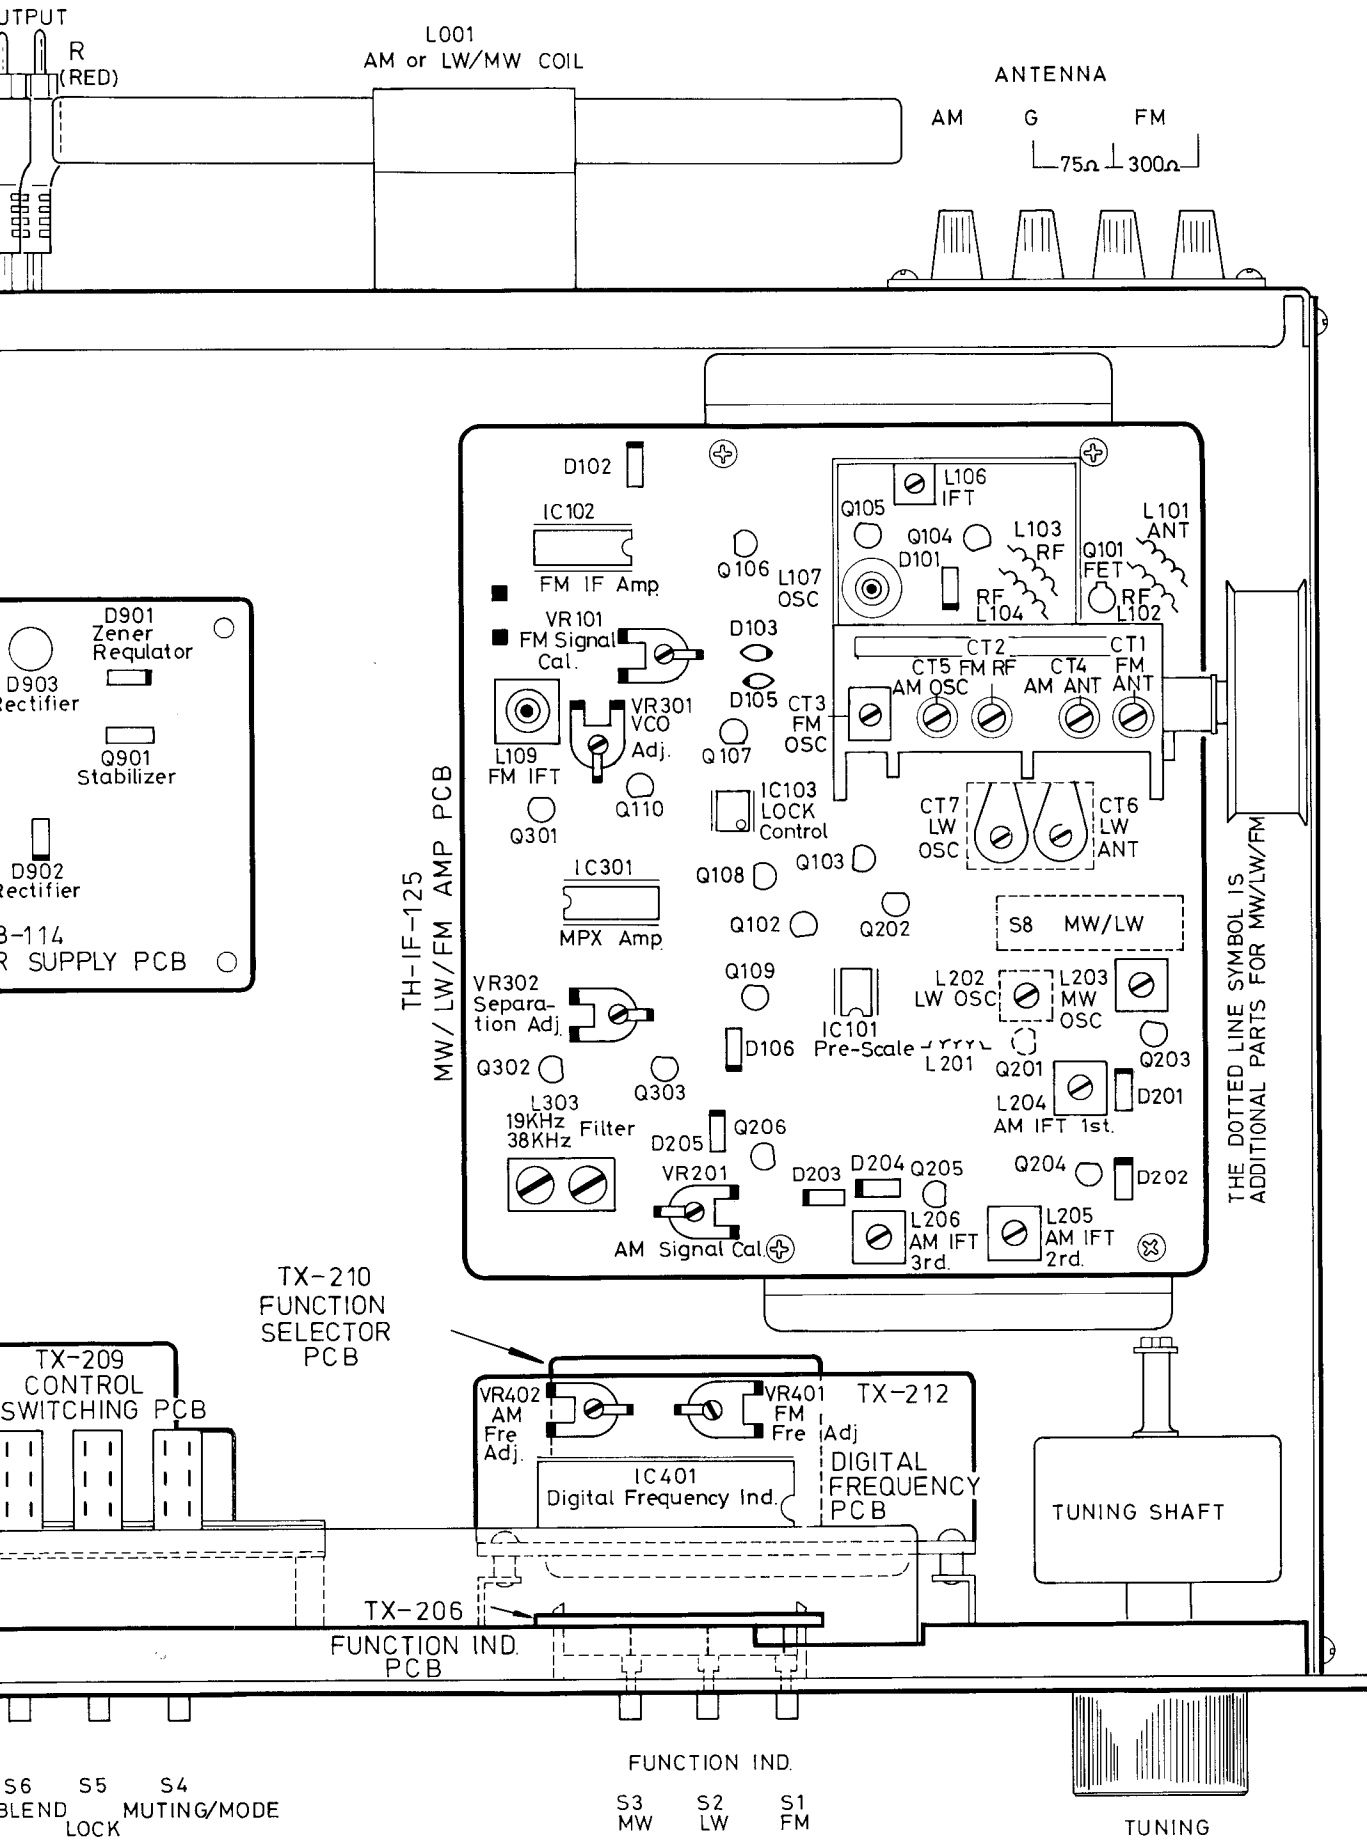 UTPUT
R
(RED)
L001
AM or LW/MW COIL
ANTENNA
AM G FM
75Ω 300Ω
D102
IC102
FM IF Amp.
Q106
L106
IFT
Q105
Q104
D101
L103
RF
L101
ANT
Q101
FET
L107
OSC
RF
L104
RF
L102
VR101
FM Signal
Cal.
D103
D105
CT2
FM RF
CT1
FM
ANT
CT5
AM OSC
CT4
AM ANT
CT3
FM
OSC
L109
FM IFT
VR301
VCO
Adj.
Q107
Q110
Q301
IC103
LOCK
Control
CT7
LW
OSC
CT6
LW
ANT
Q103
Q108
IC301
MPX Amp.
Q102
Q202
S8 MW/LW
Q109
VR302
Separa-
tion Adj.
L202
LW OSC
L203
MW
OSC
IC101
Pre-Scale
L201
D106
Q201
Q203
Q302
Q303
L204
AM IFT 1st.
D201
L303
19KHz
38KHz
Filter
D205
Q206
VR201
AM Signal Cal.
D203
D204
Q205
Q204
D202
L206
AM IFT
3rd.
L205
AM IFT
2rd.
TH-IF-125
MW/LW/FM AMP PCB
THE DOTTED LINE SYMBOL IS
ADDITIONAL PARTS FOR MW/LW/FM
D901
Zener
Requlator
D903
Rectifier
Q901
Stabilizer
D902
Rectifier
B-114
R SUPPLY PCB
TX-210
FUNCTION
SELECTOR
PCB
TX-209
CONTROL
SWITCHING PCB
VR402
AM
Fre
Adj.
VR401
FM
Fre Adj
TX-212
DIGITAL
FREQUENCY
PCB
IC401
Digital Frequency Ind.
TUNING SHAFT
TX-206
FUNCTION IND.
PCB
FUNCTION IND.
S6 S5 S4
BLEND MUTING/MODE
LOCK
S3 S2 S1
MW LW FM
TUNING